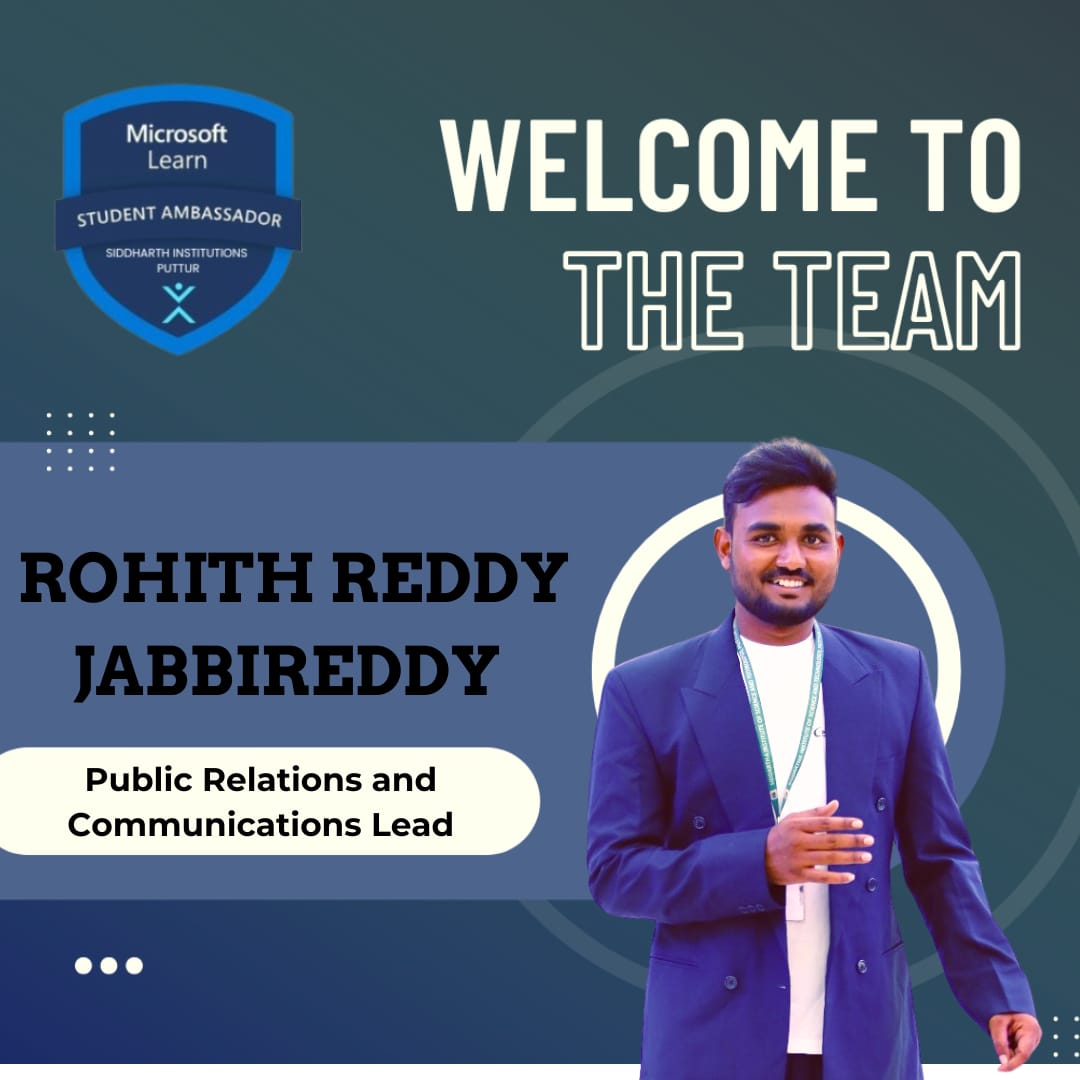 Microsoft
Learn
STUDENT AMBASSADOR
SIDDHARTH INSTITUTIONS
PUTTUR
WELCOME TO
THE TEAM
ROHITH REDDY
JABBIREDDY
Public Relations and
Communications Lead